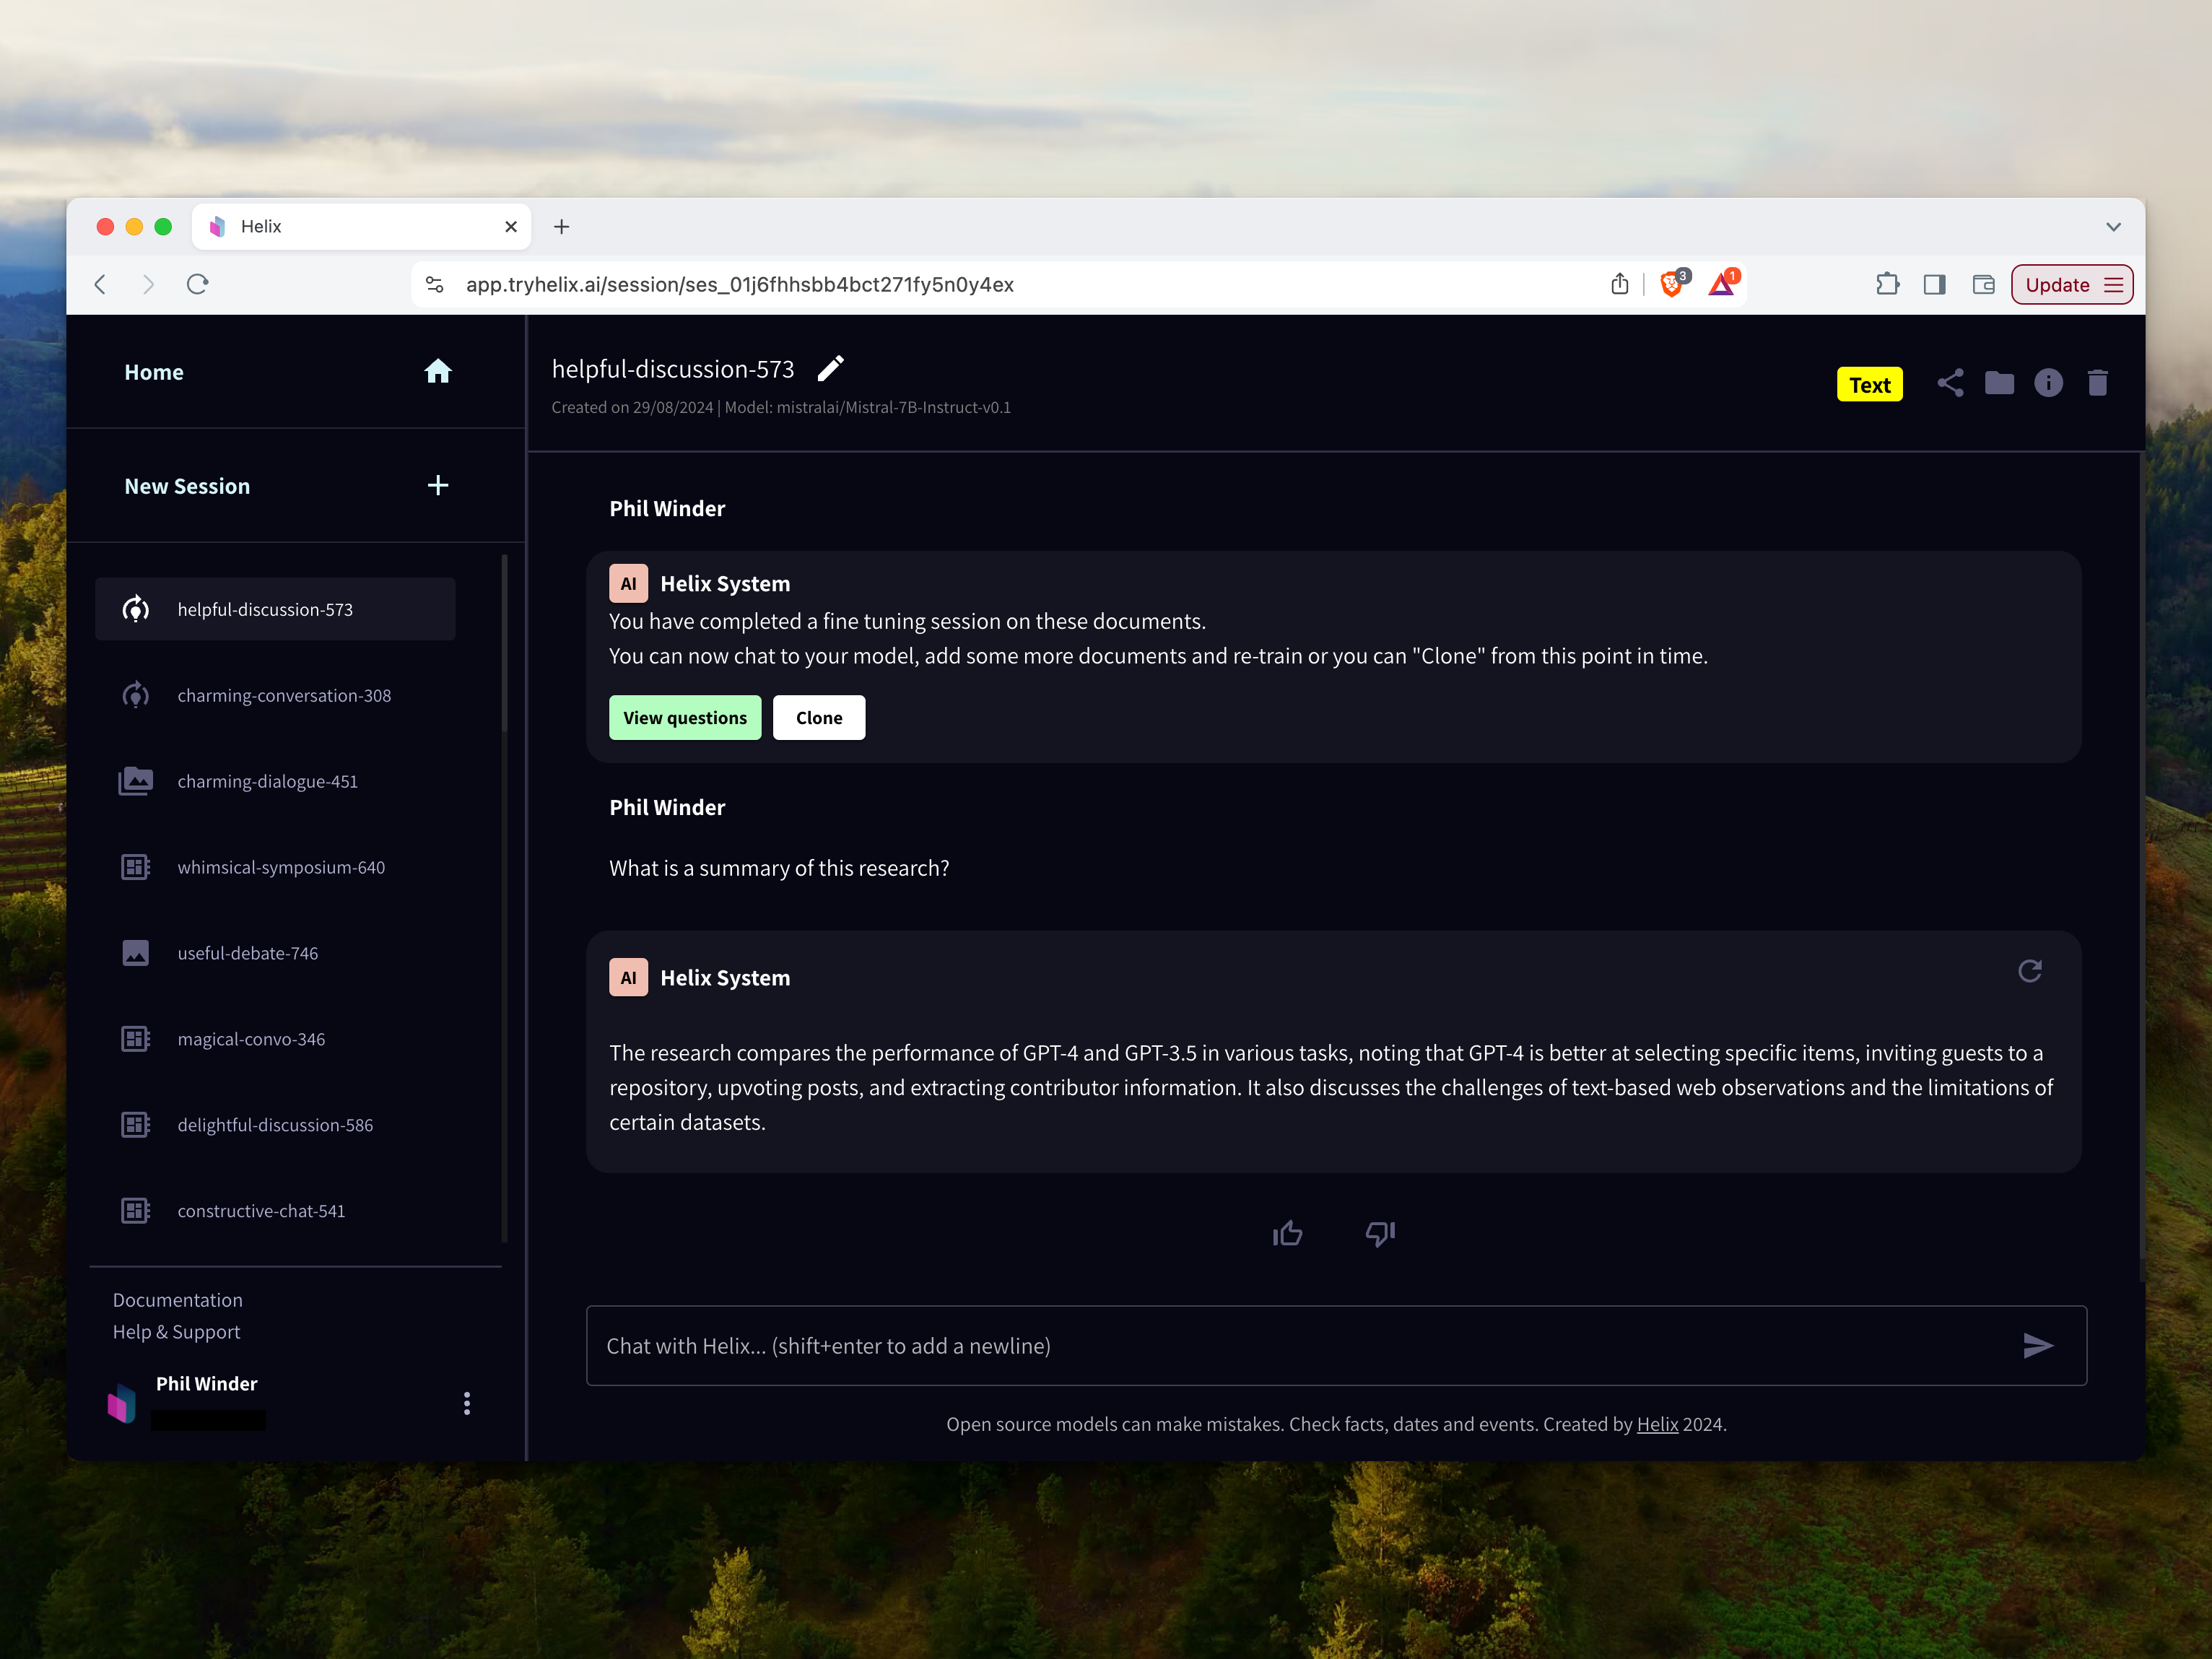 Helix
app.tryhelix.ai/session/ses_01j6fhhsbb4bct271fy5n0y4ex
3
1
Update
Home
New Session
helpful-discussion-573
charming-conversation-308
charming-dialogue-451
whimsical-symposium-640
useful-debate-746
magical-convo-346
delightful-discussion-586
constructive-chat-541
Documentation
Help & Support
Phil Winder
helpful-discussion-573
Created on 29/08/2024 | Model: mistralai/Mistral-7B-Instruct-v0.1
Text
Phil Winder
AI Helix System
You have completed a fine tuning session on these documents.
You can now chat to your model, add some more documents and re-train or you can "Clone" from this point in time.
View questions Clone
Phil Winder
What is a summary of this research?
AI Helix System
The research compares the performance of GPT-4 and GPT-3.5 in various tasks, noting that GPT-4 is better at selecting specific items, inviting guests to a
repository, upvoting posts, and extracting contributor information. It also discusses the challenges of text-based web observations and the limitations of
certain datasets.
Chat with Helix... (shift+enter to add a newline)
Open source models can make mistakes. Check facts, dates and events. Created by Helix 2024.